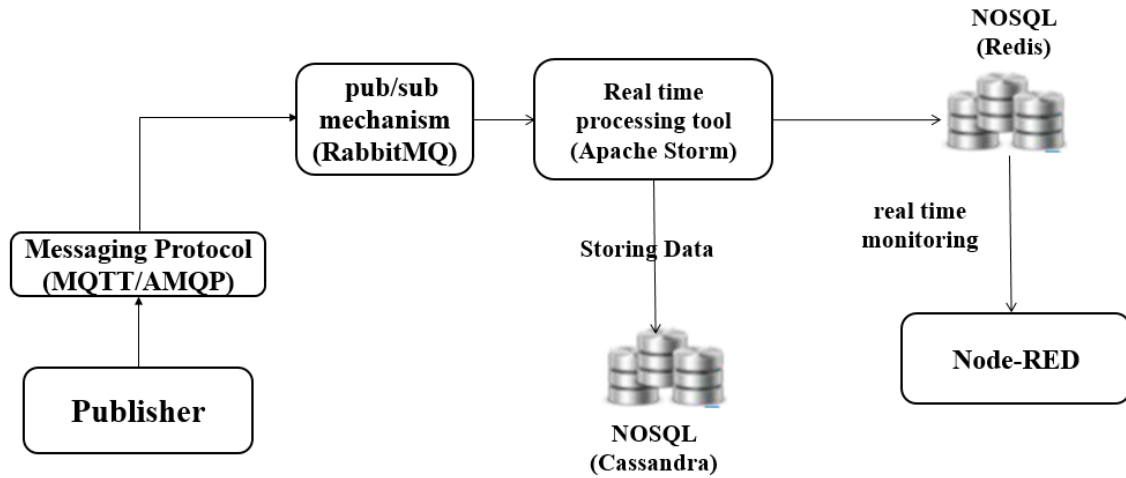 NOSQL
(Redis)
pub/sub
mechanism
(RabbitMQ)
Real time
processing tool
(Apache Storm)
real time
monitoring
Messaging Protocol
(MQTT/AMQP)
Storing Data
Publisher
Node-RED
NOSQL
(Cassandra)